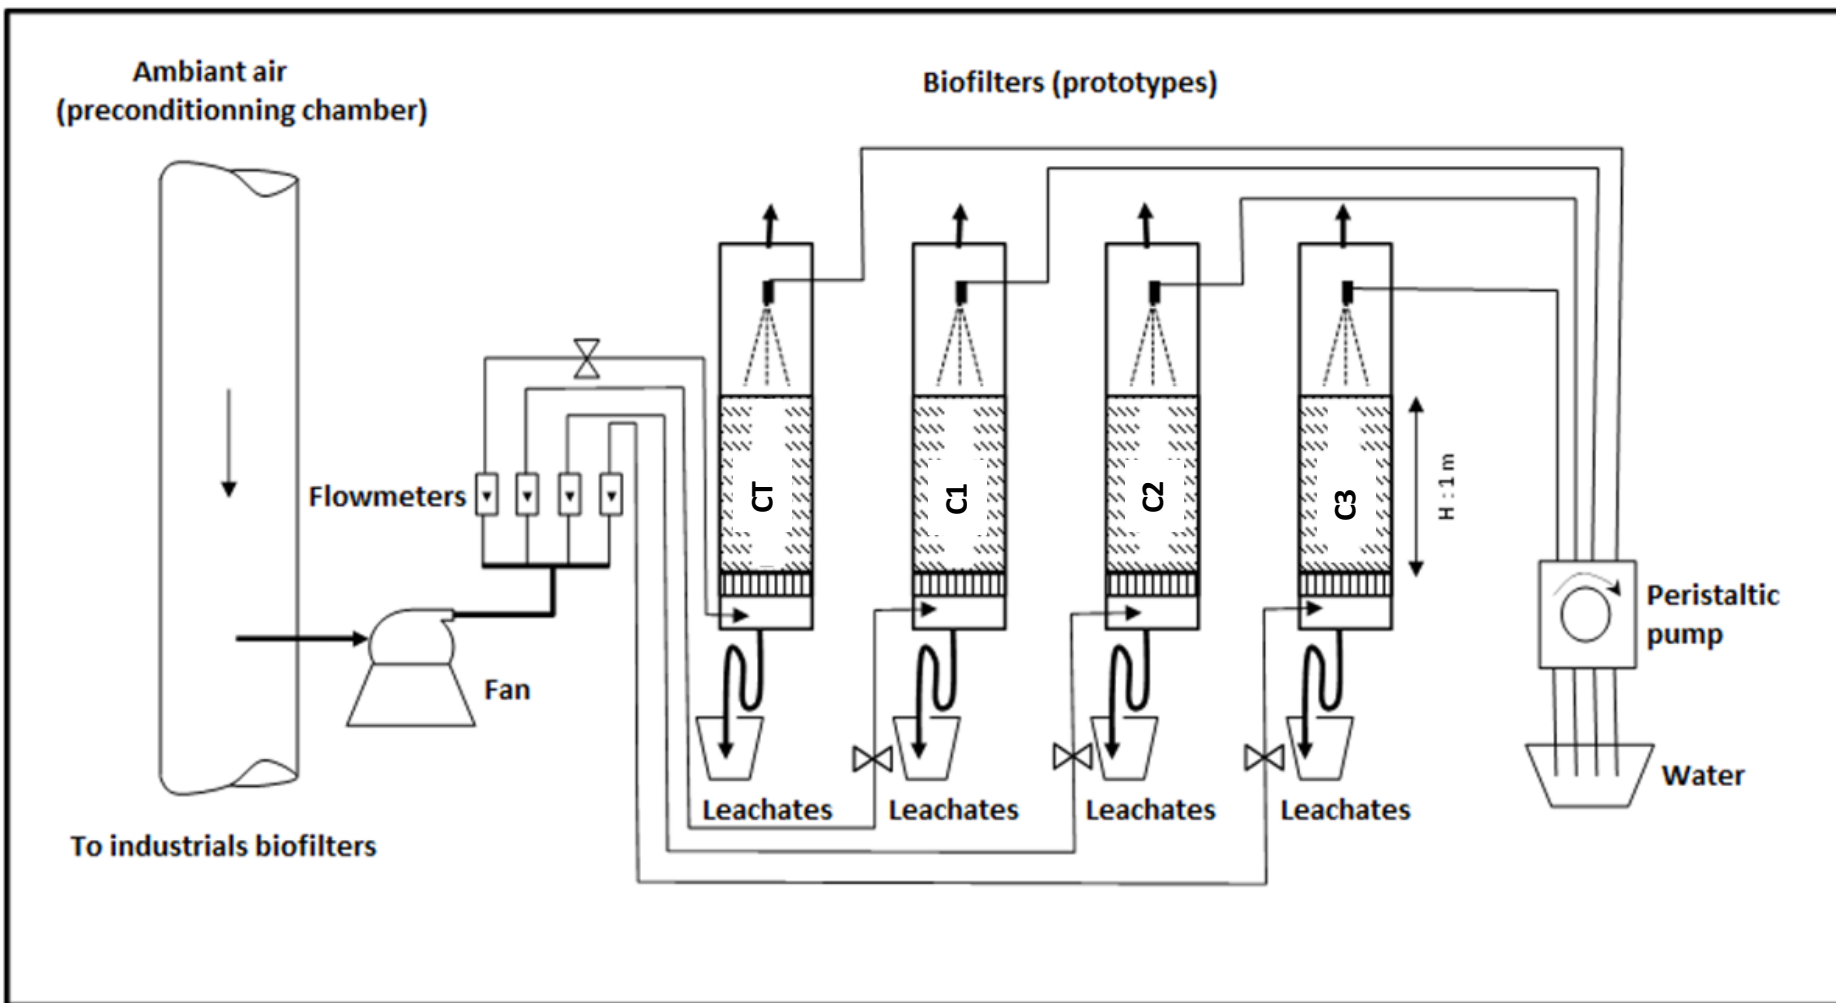 Ambiant air
(preconditionning chamber)
Biofilters (prototypes)
Flowmeters
CT
C1
C2
C3
H : 1 m
Fan
Peristaltic
pump
Water
Leachates
Leachates
Leachates
Leachates
To industrials biofilters